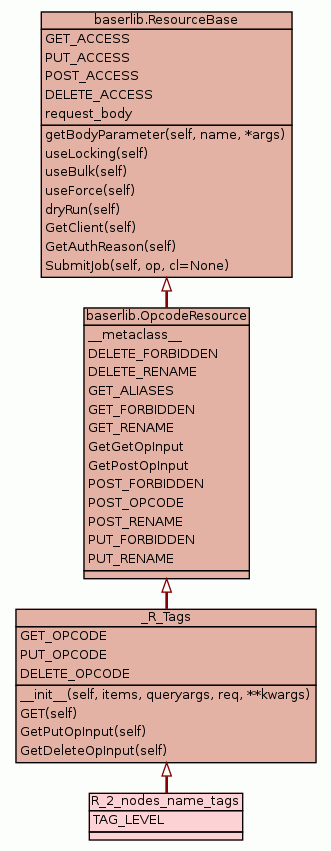 baserlib.ResourceBase
GET_ACCESS
PUT_ACCESS
POST_ACCESS
DELETE_ACCESS
request_body
getBodyParameter(self, name, *args)
useLocking(self)
useBulk(self)
useForce(self)
dryRun(self)
GetClient(self)
GetAuthReason(self)
SubmitJob(self, op, cl=None)
baserlib.OpcodeResource
__metaclass__
DELETE_FORBIDDEN
DELETE_RENAME
GET_ALIASES
GET_FORBIDDEN
GET_RENAME
GetGetOpInput
GetPostOpInput
POST_FORBIDDEN
POST_OPCODE
POST_RENAME
PUT_FORBIDDEN
PUT_RENAME
_R_Tags
GET_OPCODE
PUT_OPCODE
DELETE_OPCODE
__init__(self, items, queryargs, req, **kwargs)
GET(self)
GetPutOpInput(self)
GetDeleteOpInput(self)
R_2_nodes_name_tags
TAG_LEVEL